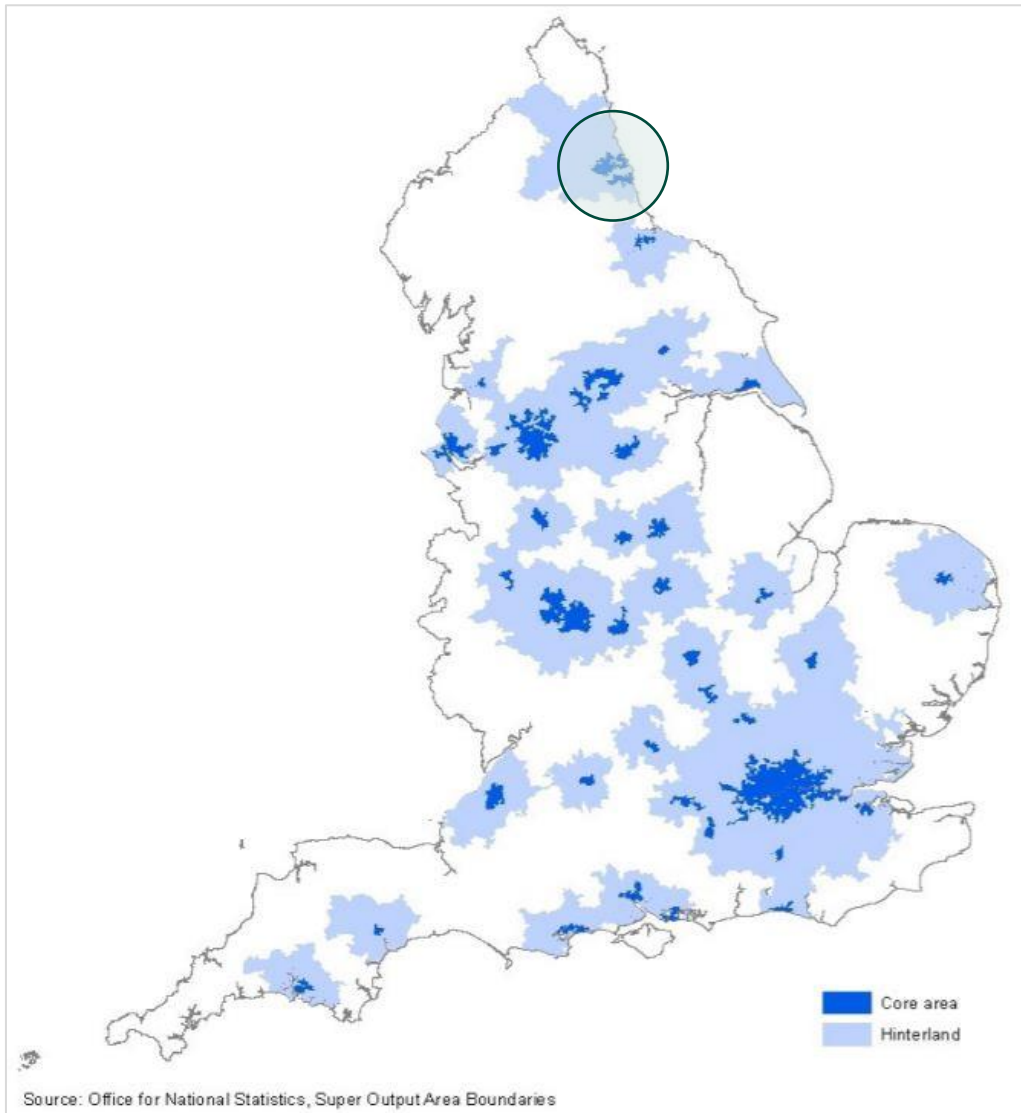 Core area
Hinterland
Source: Office for National Statistics, Super Output Area Boundaries